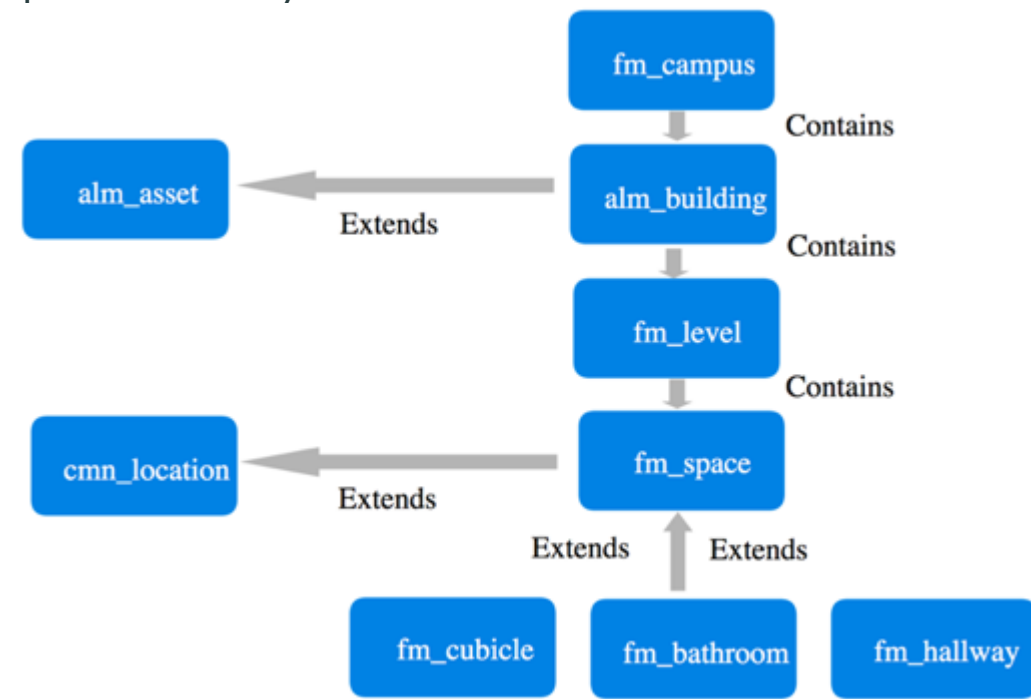 fm_campus
Contains
alm_asset
alm_building
Extends
Contains
fm_level
Contains
cmn_location
fm_space
Extends
Extends
Extends
fm_cubicle
fm_bathroom
fm_hallway